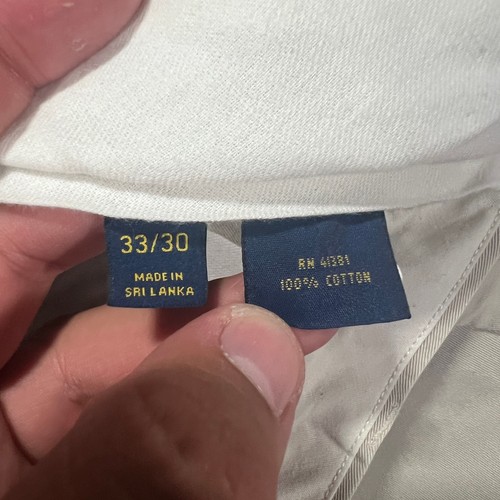 33/30
MADE IN
SRI LANKA
RN 41381
100% COTTON